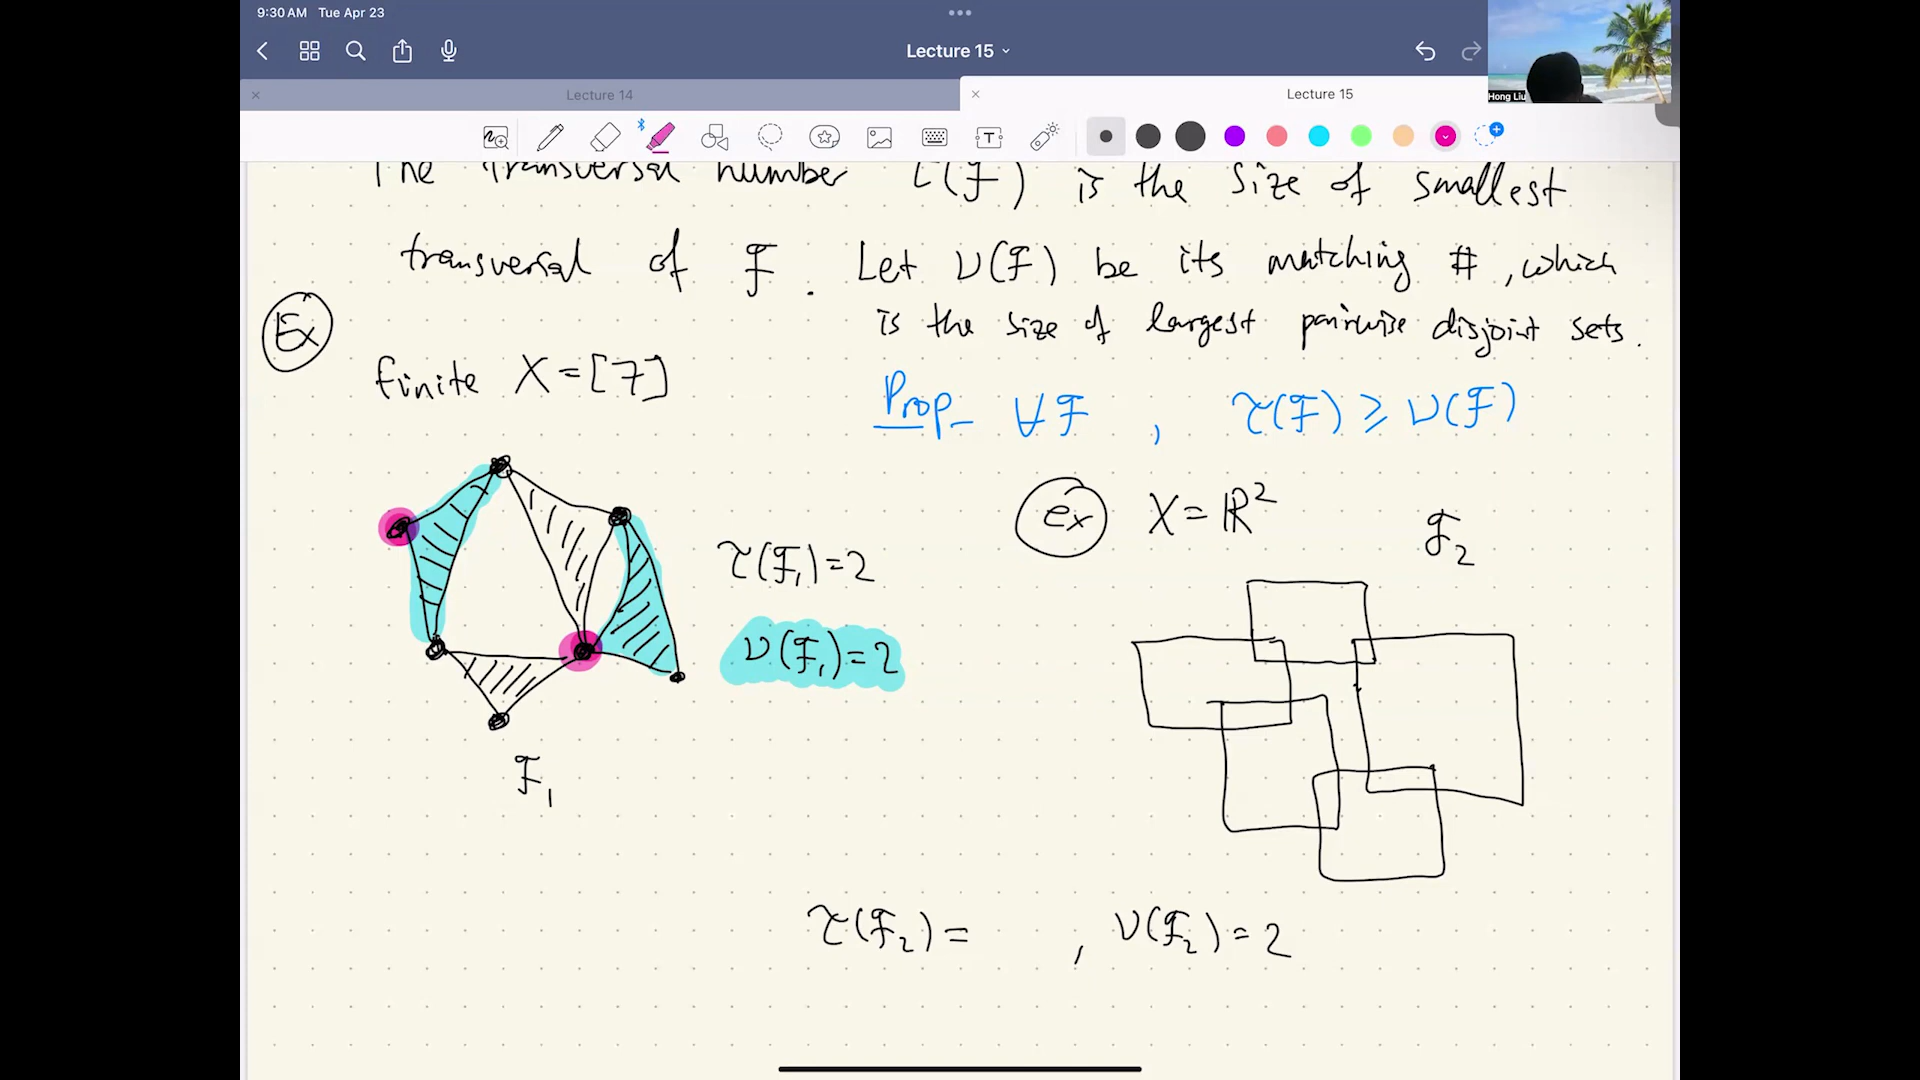 9:30 AM Tue Apr 23
Lecture 15
Hong Liu
Lecture 14
Lecture 15
The Transversal number τ(F) is the size of smallest
transversal of F. Let ν(F) be its matching #, which
is the size of largest pairwise disjoint sets.
Ex
finite X = [7]
Prop ∀F, τ(F) ≥ ν(F)
ex X = ℝ² F₂
τ(F₁) = 2
ν(F₁) = 2
F₁
τ(F₂) = , ν(F₂) = 2